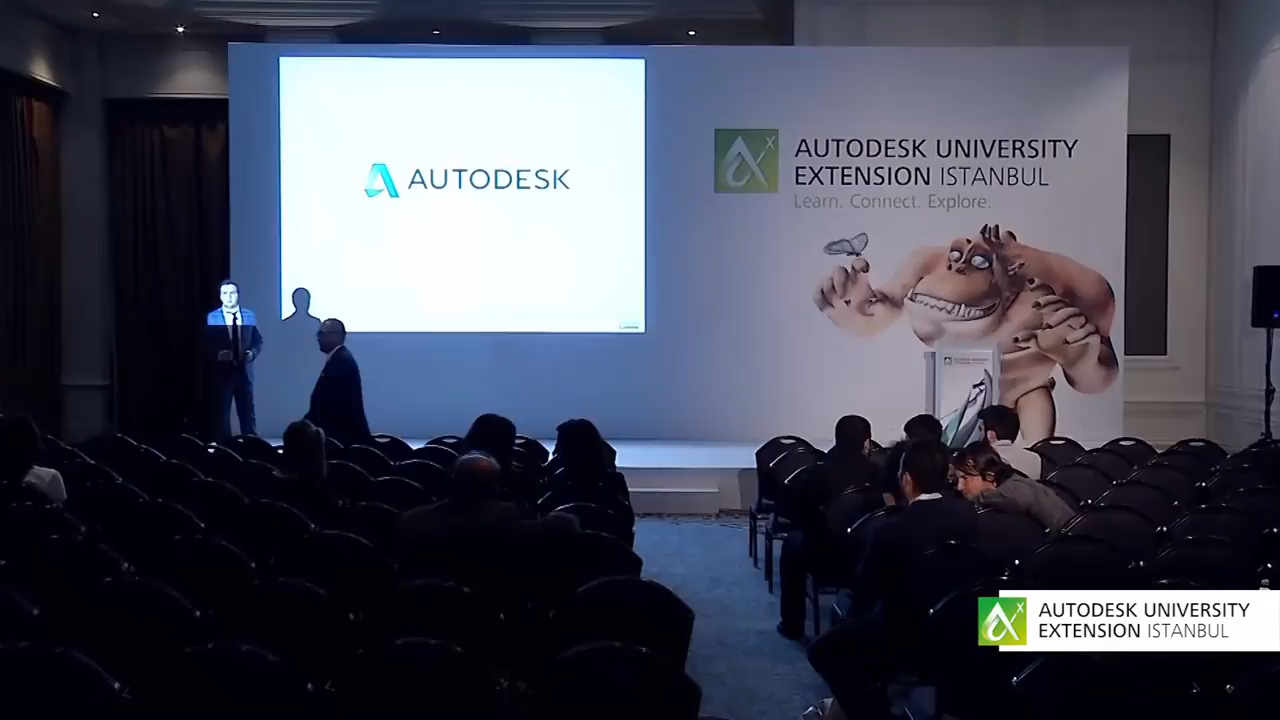 AUTODESK
AUTODESK UNIVERSITY
EXTENSION ISTANBUL
Learn. Connect. Explore.
AUTODESK UNIVERSITY
EXTENSION ISTANBUL